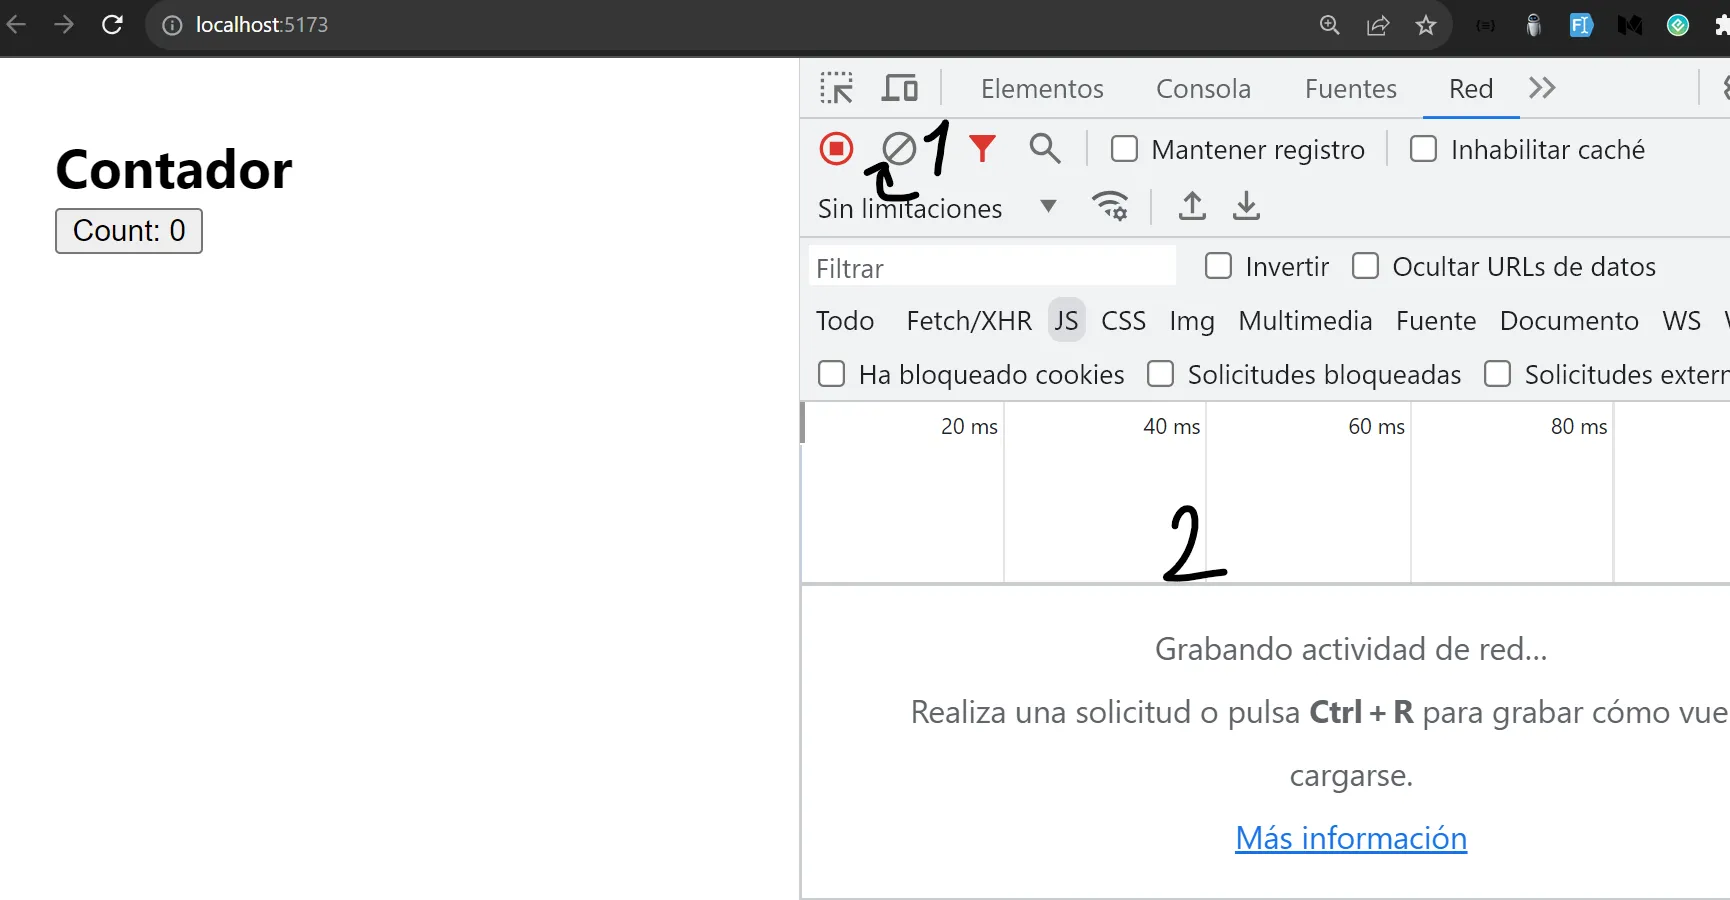 localhost:5173
Elementos Consola Fuentes Red
1 Mantener registro Inhabilitar caché
Sin limitaciones
Filtrar Invertir Ocultar URLs de datos
Todo Fetch/XHR JS CSS Img Multimedia Fuente Documento WS
Ha bloqueado cookies Solicitudes bloqueadas Solicitudes extern
20 ms 40 ms 60 ms 80 ms
2
Grabando actividad de red...
Realiza una solicitud o pulsa Ctrl + R para grabar cómo vue
cargarse.
Más información
Contador
Count: 0